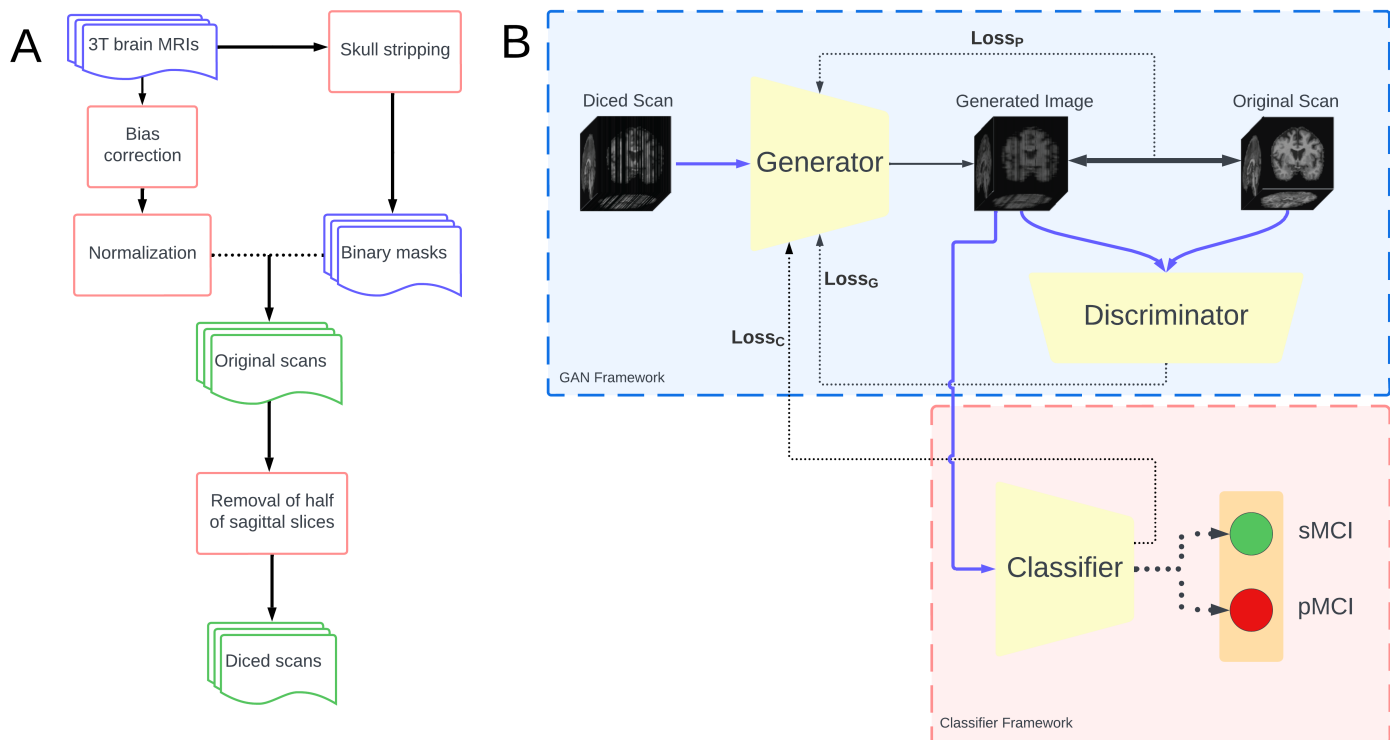 A
3T brain MRIs
Skull stripping
Bias
correction
Normalization
Binary masks
Original scans
Removal of half
of sagittal slices
Diced scans
B
LossP
Diced Scan
Generated Image
Original Scan
Generator
LossG
Discriminator
LossC
GAN Framework
Classifier
sMCI
pMCI
Classifier Framework